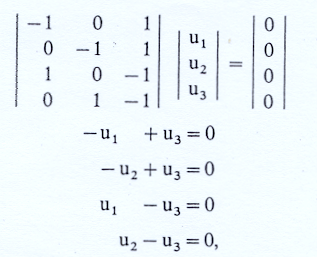 | −1 0 1 | | u₁ | | 0 |
| 0 −1 1 | | u₂ | = | 0 |
| 1 0 −1 | | u₃ | | 0 |
| 0 1 −1 | | 0 |
−u₁ + u₃ = 0
− u₂ + u₃ = 0
u₁ − u₃ = 0
u₂ − u₃ = 0,